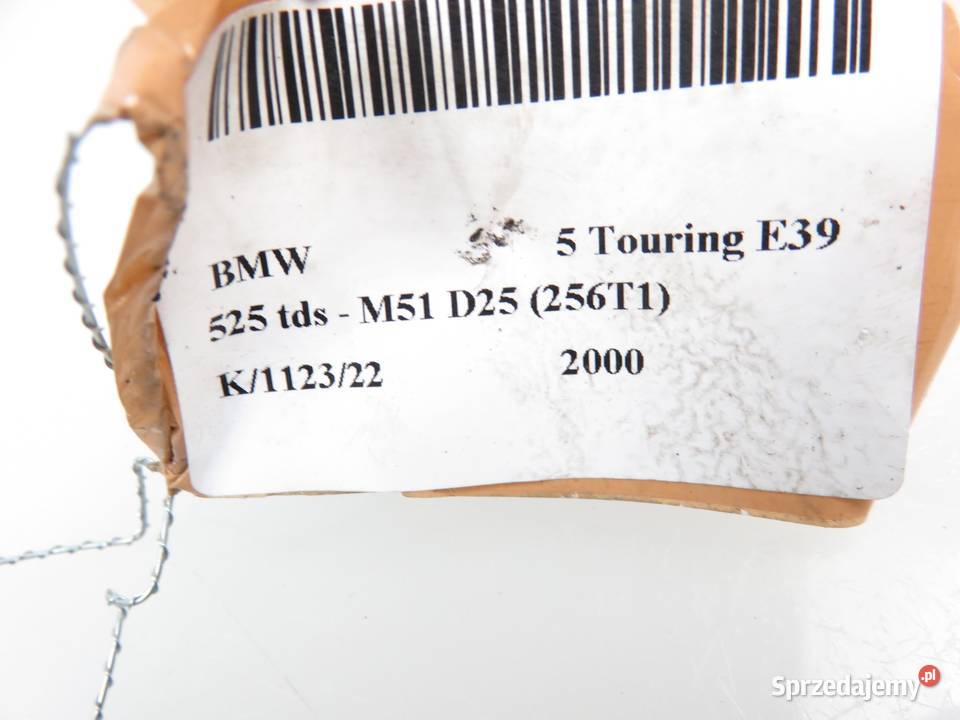 BMW 5 Touring E39
525 tds - M51 D25 (256T1)
K/1123/22 2000
Sprzedajemy.pl